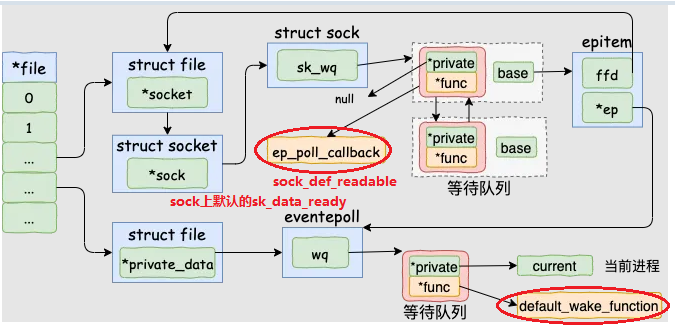 *file
0
1
...
...
...
struct file
*socket
struct socket
*sock
struct sock
sk_wq
*private
*func
base
null
*private
*func
base
等待队列
epitem
ffd
*ep
ep_poll_callback
sock_def_readable
sock上默认的sk_data_ready
struct file
*private_data
eventepoll
wq
*private
*func
等待队列
current
当前进程
default_wake_function